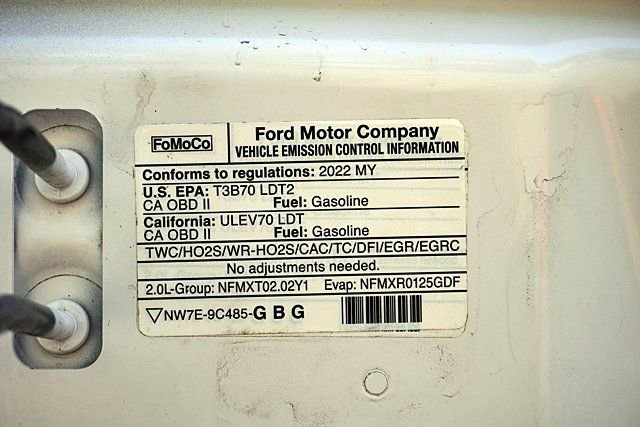 FoMoCo
Ford Motor Company
VEHICLE EMISSION CONTROL INFORMATION
Conforms to regulations: 2022 MY
U.S. EPA: T3B70 LDT2
CA OBD II Fuel: Gasoline
California: ULEV70 LDT
CA OBD II Fuel: Gasoline
TWC/HO2S/WR-HO2S/CAC/TC/DFI/EGR/EGRC
No adjustments needed.
2.0L-Group: NFMXT02.02Y1 Evap: NFMXR0125GDF
▽NW7E-9C485-G B G